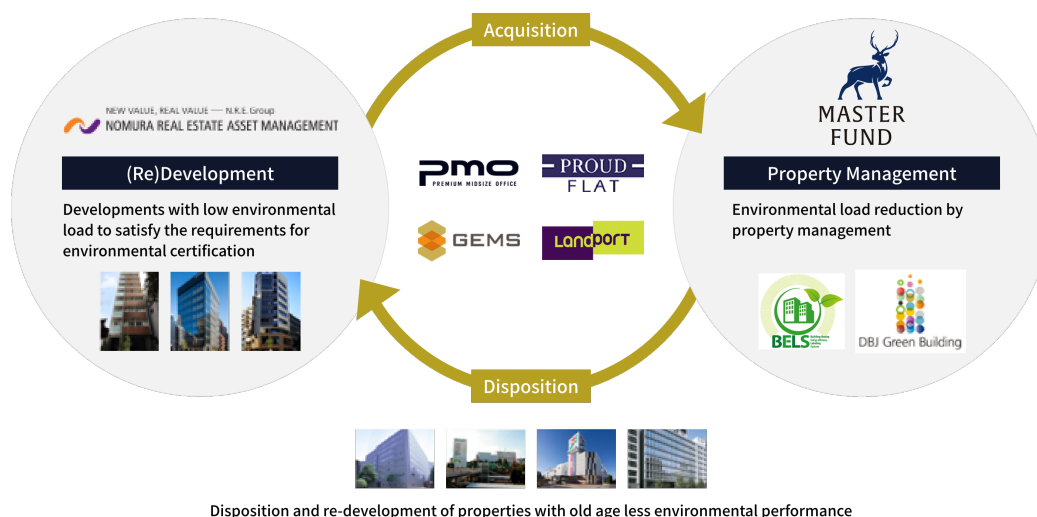 Acquisition
NEW VALUE, REAL VALUE — N.R.E. Group
NOMURA REAL ESTATE ASSET MANAGEMENT
(Re)Development
Developments with low environmental
load to satisfy the requirements for
environmental certification
pmo
PREMIUM MIDSIZE OFFICE
PROUD
FLAT
GEMS
Landport
MASTER
FUND
Property Management
Environmental load reduction by
property management
BELS
DBJ Green Building
Disposition
Disposition and re-development of properties with old age less environmental performance